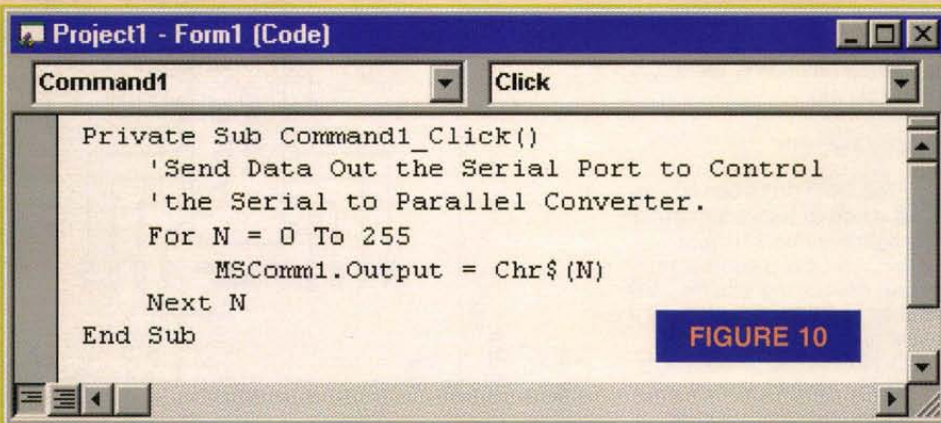 Project1 - Form1 (Code)
Command1 Click
Private Sub Command1_Click()
'Send Data Out the Serial Port to Control
'the Serial to Parallel Converter.
For N = 0 To 255
MSComm1.Output = Chr$(N)
Next N
End Sub
FIGURE 10